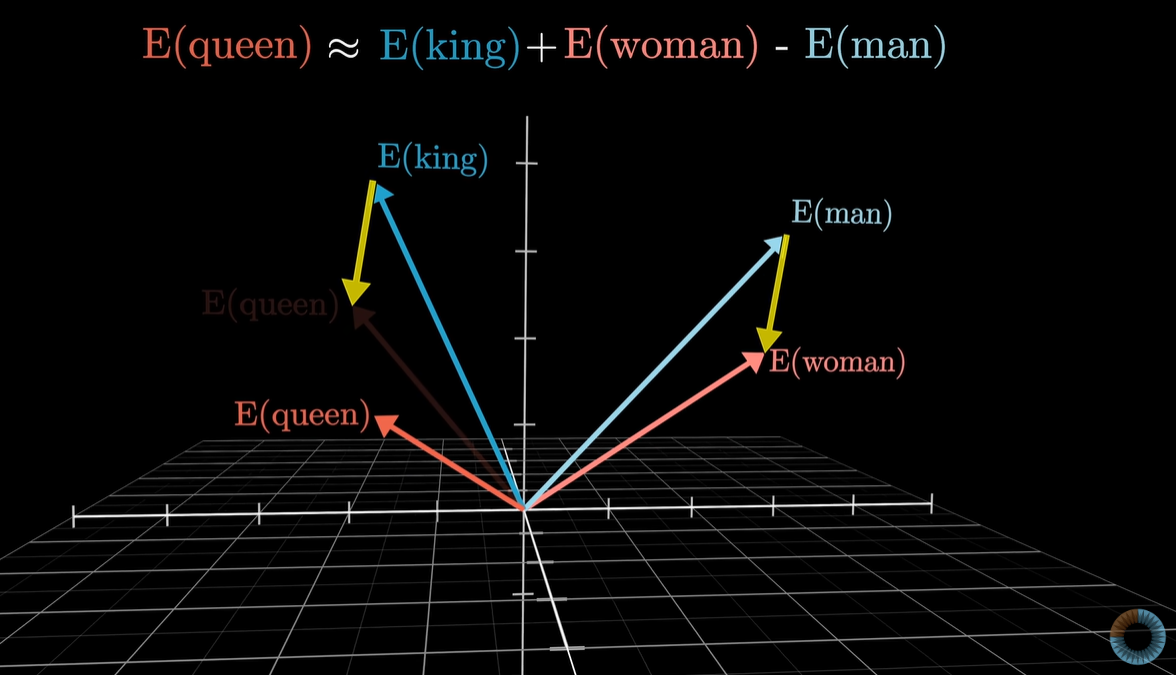 E(queen) ≈ E(king)+E(woman) - E(man)
E(king)
E(man)
E(queen)
E(woman)
E(queen)